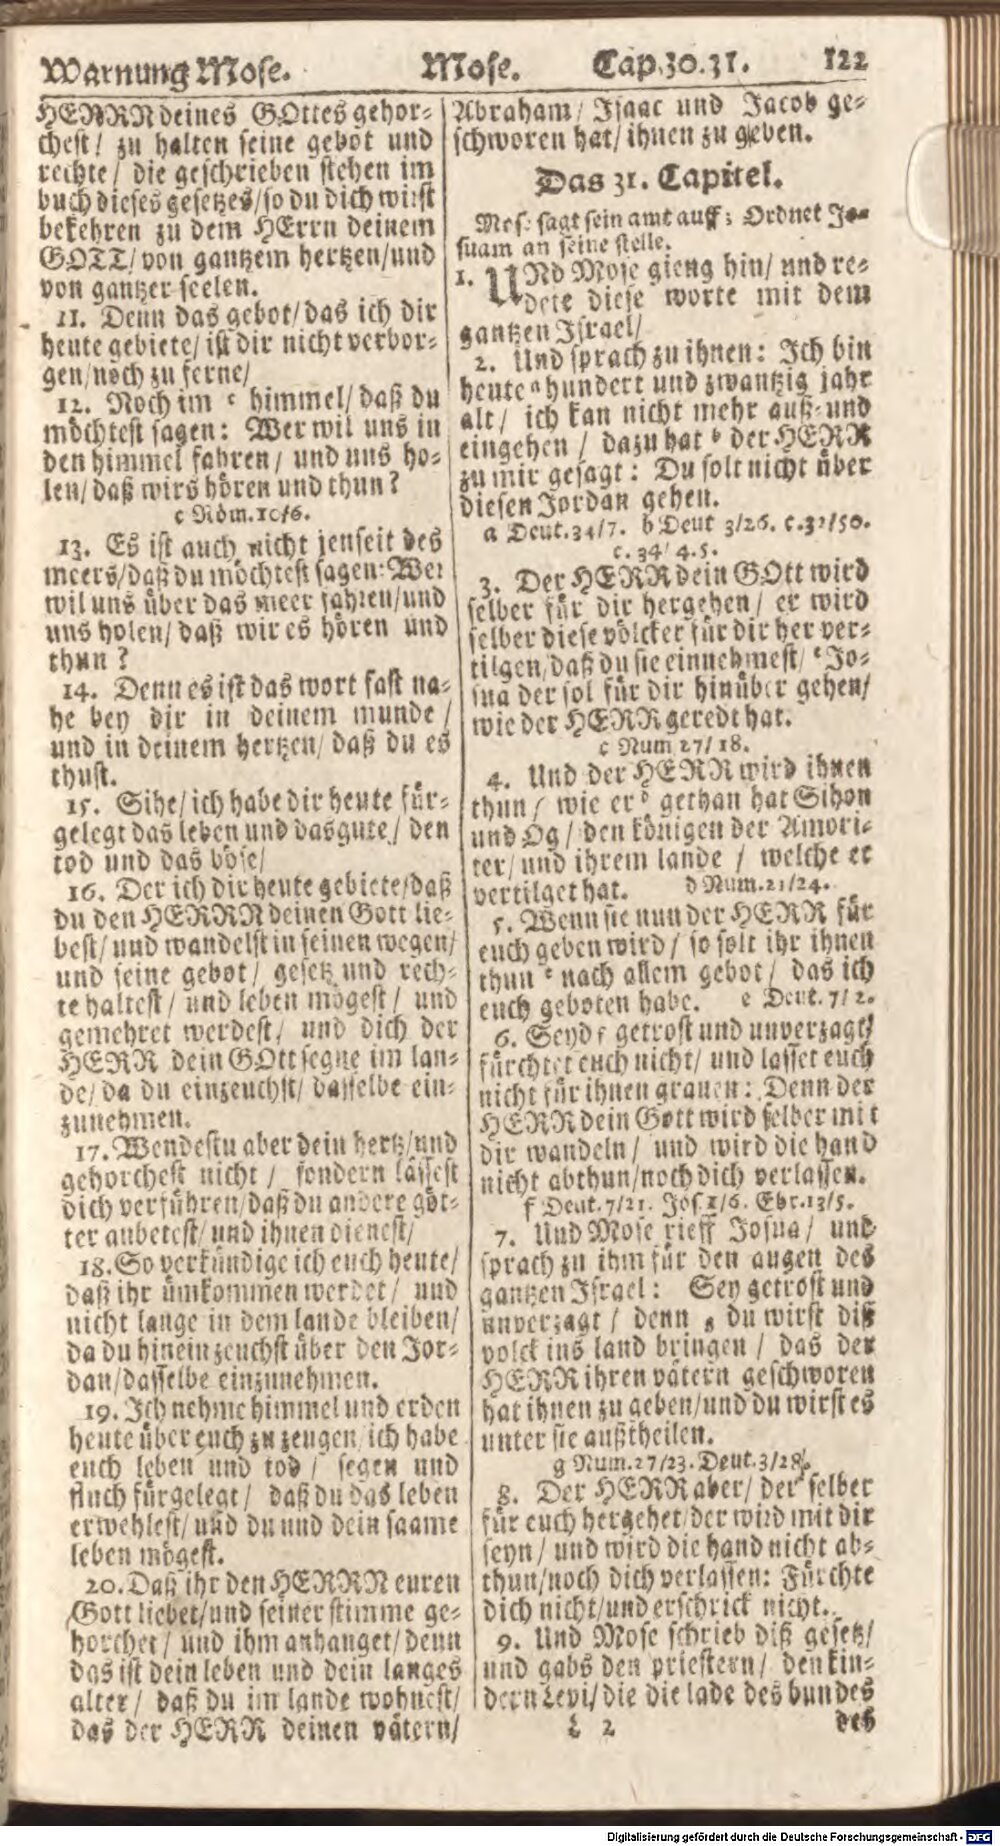 Warnung Mose. Mose. Cap.30.31. 122
HERRN deines GOttes gehor-
chest/ zu halten seine gebot und
rechte/ die geschrieben stehen im
buch dieses gesetzes/so du dich wirst
bekehren zu dem HErrn deinem
GOTT/ von gantzem hertzen/und
von gantzer seelen.
11. Denn das gebot/das ich dir
heute gebiete/ ist dir nicht verbor-
gen/noch zu ferne/
12. Noch im c himmel/ daß du
möchtest sagen: Wer wil uns in
den himmel fahren/ und uns ho-
len/daß wirs hören und thun?
c Röm.10/6.
13. Es ist auch nicht jenseit des
meers/daß du möchtest sagen: Wer
wil uns über das meer fahren/und
uns holen/ daß wir es hören und
thun?
14. Denn es ist das wort fast na-
he bey dir in deinem munde/
und in deinem hertzen/ daß du es
thust.
15. Sihe/ ich habe dir heute für-
gelegt das leben und das gute/ den
tod und das böse/
16. Der ich dir heute gebiete/daß
du den HERRN deinen Gott lie-
best/ und wandelst in seinen wegen/
und seine gebot/ gesetz und rech-
te haltest/ und leben mögest/ und
gemehret werdest/ und dich der
HERR dein GOtt segne im lan-
de/ da du einzeuchst/ dasselbe ein-
zunehmen.
17. Wendestu aber dein hertz/und
gehorchest nicht/ sondern lässest
dich verführen/daß du andere göt-
ter anbetest/ und ihnen dienest/
18. So verkündige ich euch heute/
daß ihr ümkommen werdet/ und
nicht lange in dem lande bleiben/
da du hinein zeuchst über den Jor-
dan/dasselbe einzunehmen.
19. Ich nehme himmel und erden
heute über euch zu zeugen/ ich habe
euch leben und tod/ segen und
fluch fürgelegt/ daß du das leben
erwehlest/ und du und dein saame
leben mögest.
20. Daß ihr den HERRN euren
Gott liebet/und seiner stimme ge-
horchet/ und ihm anhanget/ denn
das ist dein leben und dein langes
alter/ daß du im lande wohnest/
das der HERR deinen vätern/
Abraham/ Isaac und Jacob ge-
schworen hat/ ihnen zu geben.
Das 31. Capitel.
Mose sagt sein amt auff; Ordnet Jo-
suam an seine stelle.
1. UNd Mose gieng hin/ und re-
dete diese worte mit dem
gantzen Israel/
2. Und sprach zu ihnen: Ich bin
heute a hundert und zwantzig jahr
alt/ ich kan nicht mehr auß- und
eingehen/ dazu hat b der HERR
zu mir gesagt: Du solt nicht über
diesen Jordan gehen.
a Deut.34/7. b Deut 3/26. c.32/50.
c. 34/4.5.
3. Der HERR dein GOtt wird
selber für dir hergehen/ er wird
selber diese völcker für dir her ver-
tilgen/daß du sie einnehmest/ c Jo-
sua der sol für dir hinüber gehen/
wie der HERR geredt hat.
c Num 27/18.
4. Und der HERR wird ihnen
thun/ wie er d gethan hat Sihon
und Og/ den königen der Amori-
ter/ und ihrem lande/ welche er
vertilget hat. d Num.21/24.
5. Wenn sie nun der HERR für
euch geben wird/ so solt ihr ihnen
thun e nach allem gebot/ das ich
euch geboten habe. e Deut.7/2.
6. Seyd f getrost und unverzagt/
fürchtet euch nicht/ und lasset euch
nicht für ihnen grauen: Denn der
HERR dein Gott wird selber mit
dir wandeln/ und wird die hand
nicht abthun/noch dich verlassen.
f Deut.7/21. Jos.1/6. Ebr.13/5.
7. Und Mose rieff Josua/ und
sprach zu ihm für den augen des
gantzen Israel: Sey getrost und
unverzagt/ denn g du wirst diß
volck ins land bringen/ das der
HERR ihren vätern geschworen
hat ihnen zu geben/und du wirst es
unter sie außtheilen.
g Num.27/23. Deut.3/28.
8. Der HERR aber/ der selber
für euch hergehet/der wird mit dir
seyn/ und wird die hand nicht ab-
thun/noch dich verlassen: Fürchte
dich nicht/und erschrick nicht.
9. Und Mose schrieb diß gesetz/
und gabs den priestern/ den kin-
dern Levi/die die lade des bundes
L 2 des
Digitalisierung gefördert durch die Deutsche Forschungsgemeinschaft - DFG